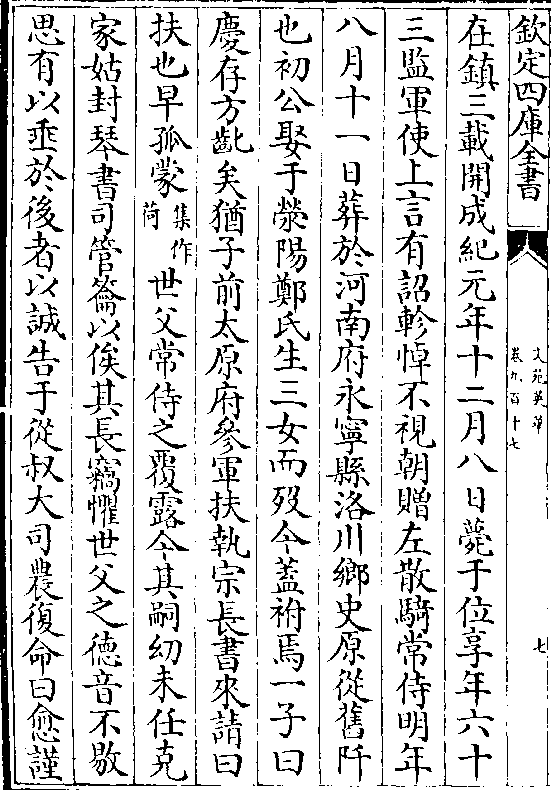 欽定四庫全書
文苑英華
卷九百十七
七
在鎮三載開成紀元年十二月八日薨于位享年六十
三監軍使上言有詔軫悼不視朝贈左散騎常侍明年
八月十一日葬於河南府永寧縣洛川鄉史原從舊阡
也初公娶于滎陽鄭氏生三女而歿今蓋祔焉一子曰
慶存方齔矣猶子前太原府參軍扶執宗長書來請曰
扶也早孤蒙集作荷世父常侍之覆露今其嗣幼未任克
家姑封琴書司管籥以俟其長竊懼世父之德音不敭
思有以垂於後者以誠告于從叔大司農復命曰愈謹